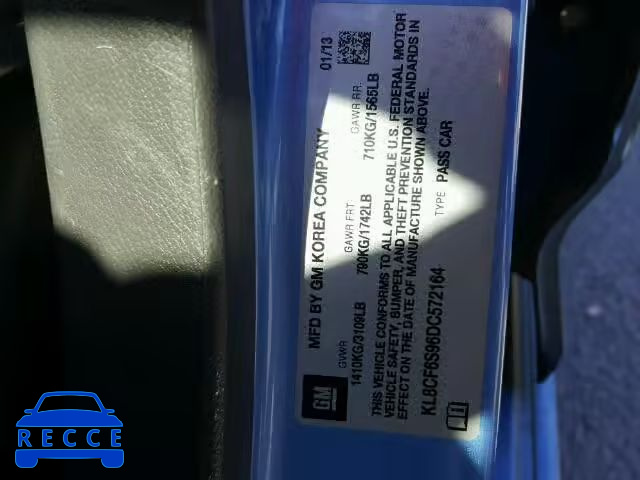 MFD BY GM KOREA COMPANY
01/13
GVWR
GAWR FRT
GAWR RR
1410KG/3109LB
790KG/1742LB
710KG/1565LB
THIS VEHICLE CONFORMS TO ALL APPLICABLE U.S. FEDERAL MOTOR
VEHICLE SAFETY, BUMPER, AND THEFT PREVENTION STANDARDS IN
EFFECT ON DATE OF MANUFACTURE SHOWN ABOVE.
KL8CF6S96DC572164
TYPE PASS CAR
GM
RECCE